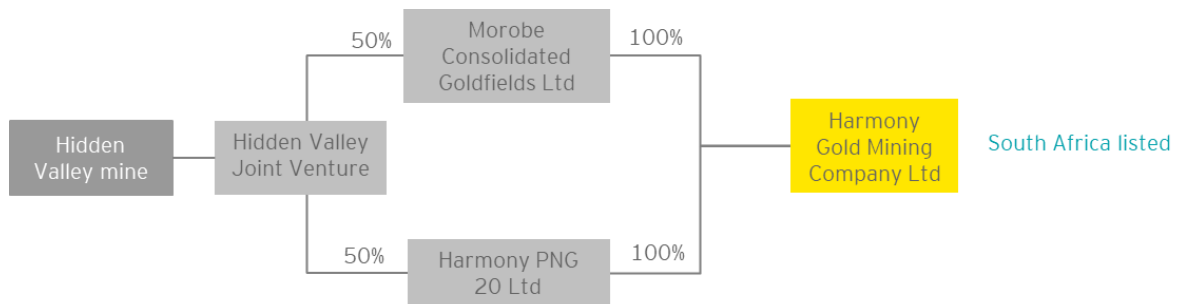 50%
Morobe
Consolidated
Goldfields Ltd
100%
Hidden
Valley mine
Hidden Valley
Joint Venture
Harmony
Gold Mining
Company Ltd
South Africa listed
50%
Harmony PNG
20 Ltd
100%